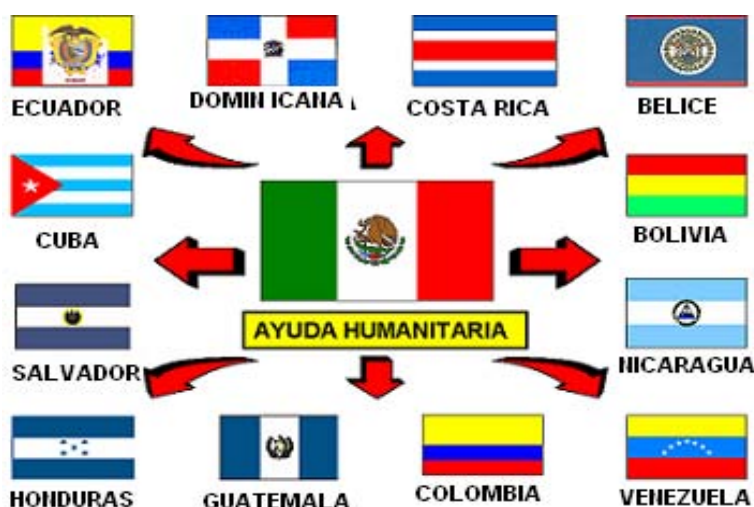 ECUADOR
DOMIN ICANA
COSTA RICA
BELICE
CUBA
BOLIVIA
AYUDA HUMANITARIA
SALVADOR
NICARAGUA
HONDURAS
GUATEMALA
COLOMBIA
VENEZUELA